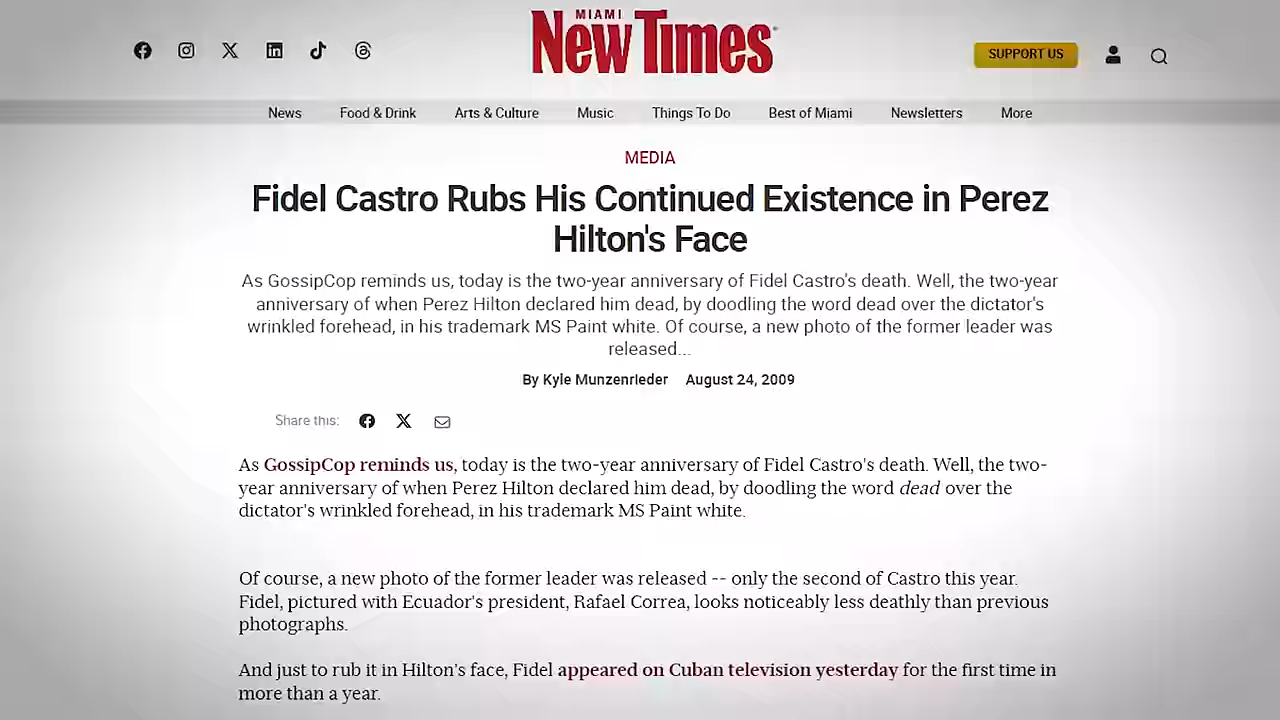 MIAMI
New Times
SUPPORT US
News Food & Drink Arts & Culture Music Things To Do Best of Miami Newsletters More
MEDIA
Fidel Castro Rubs His Continued Existence in Perez
Hilton's Face
As GossipCop reminds us, today is the two-year anniversary of Fidel Castro's death. Well, the two-year
anniversary of when Perez Hilton declared him dead, by doodling the word dead over the dictator's
wrinkled forehead, in his trademark MS Paint white. Of course, a new photo of the former leader was
released...
By Kyle Munzenrieder August 24, 2009
Share this:
As GossipCop reminds us, today is the two-year anniversary of Fidel Castro's death. Well, the two-
year anniversary of when Perez Hilton declared him dead, by doodling the word dead over the
dictator's wrinkled forehead, in his trademark MS Paint white.
Of course, a new photo of the former leader was released -- only the second of Castro this year.
Fidel, pictured with Ecuador's president, Rafael Correa, looks noticeably less deathly than previous
photographs.
And just to rub it in Hilton's face, Fidel appeared on Cuban television yesterday for the first time in
more than a year.